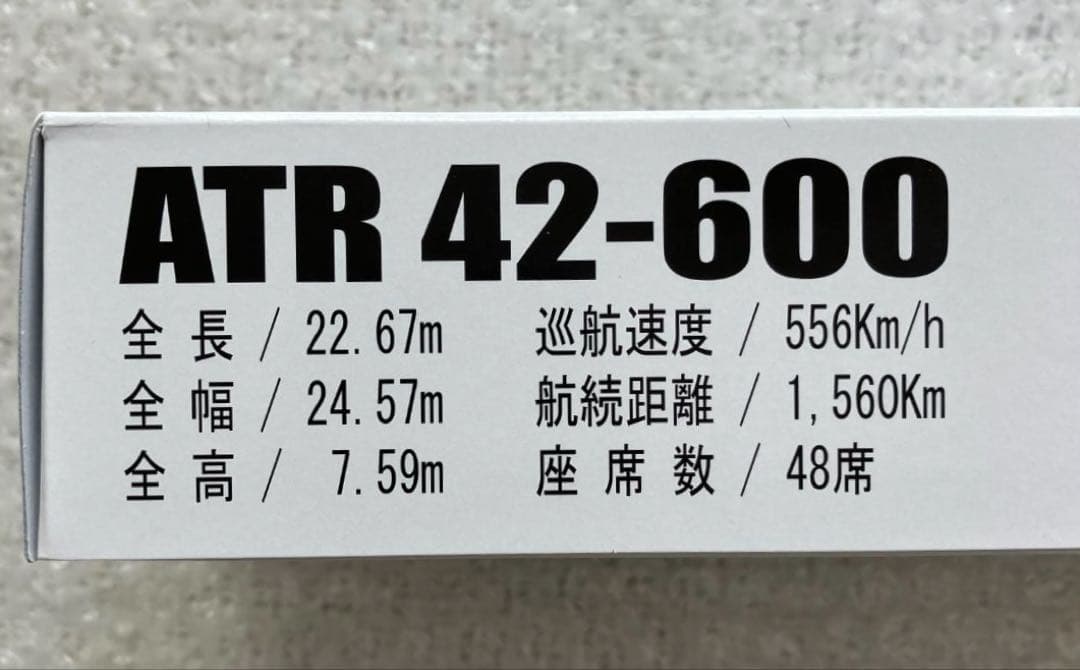 ATR 42-600
全長/22.67m 巡航速度/556Km/h
全幅/24.57m 航続距離/1,560Km
全高/7.59m 座席数/48席